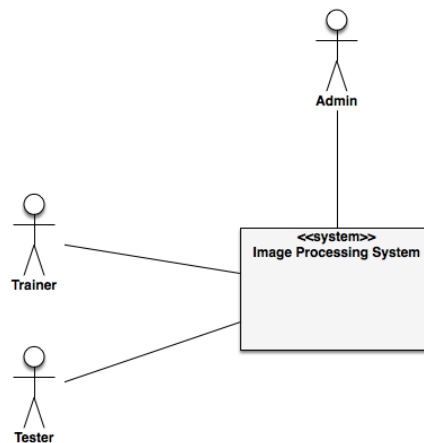 Admin
<<system>>
Image Processing System
Trainer
Tester